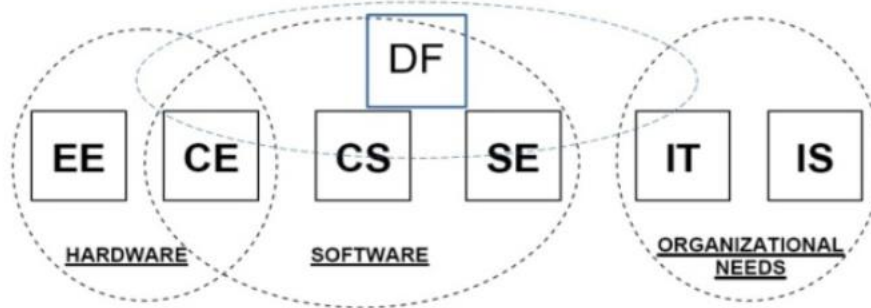 DF
EE CE CS SE IT IS
HARDWARE SOFTWARE ORGANIZATIONAL
NEEDS